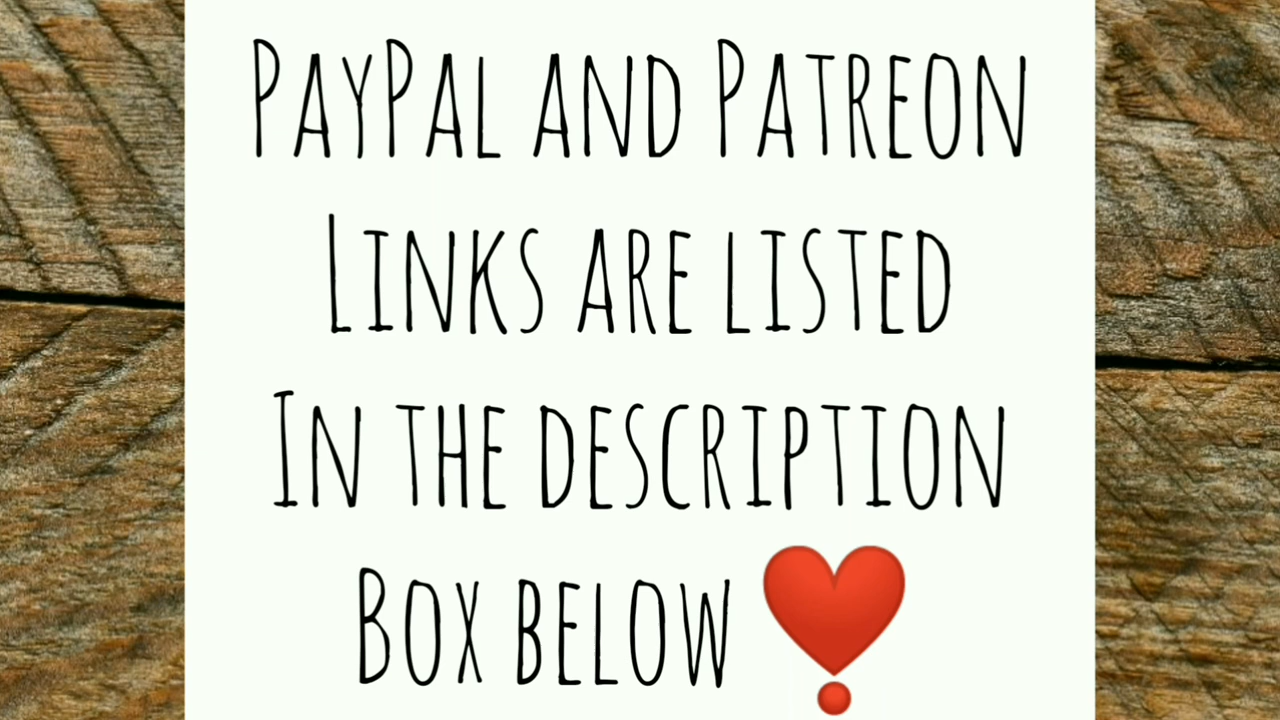 PayPal and Patreon
Links are listed
In the description
Box below ❣️